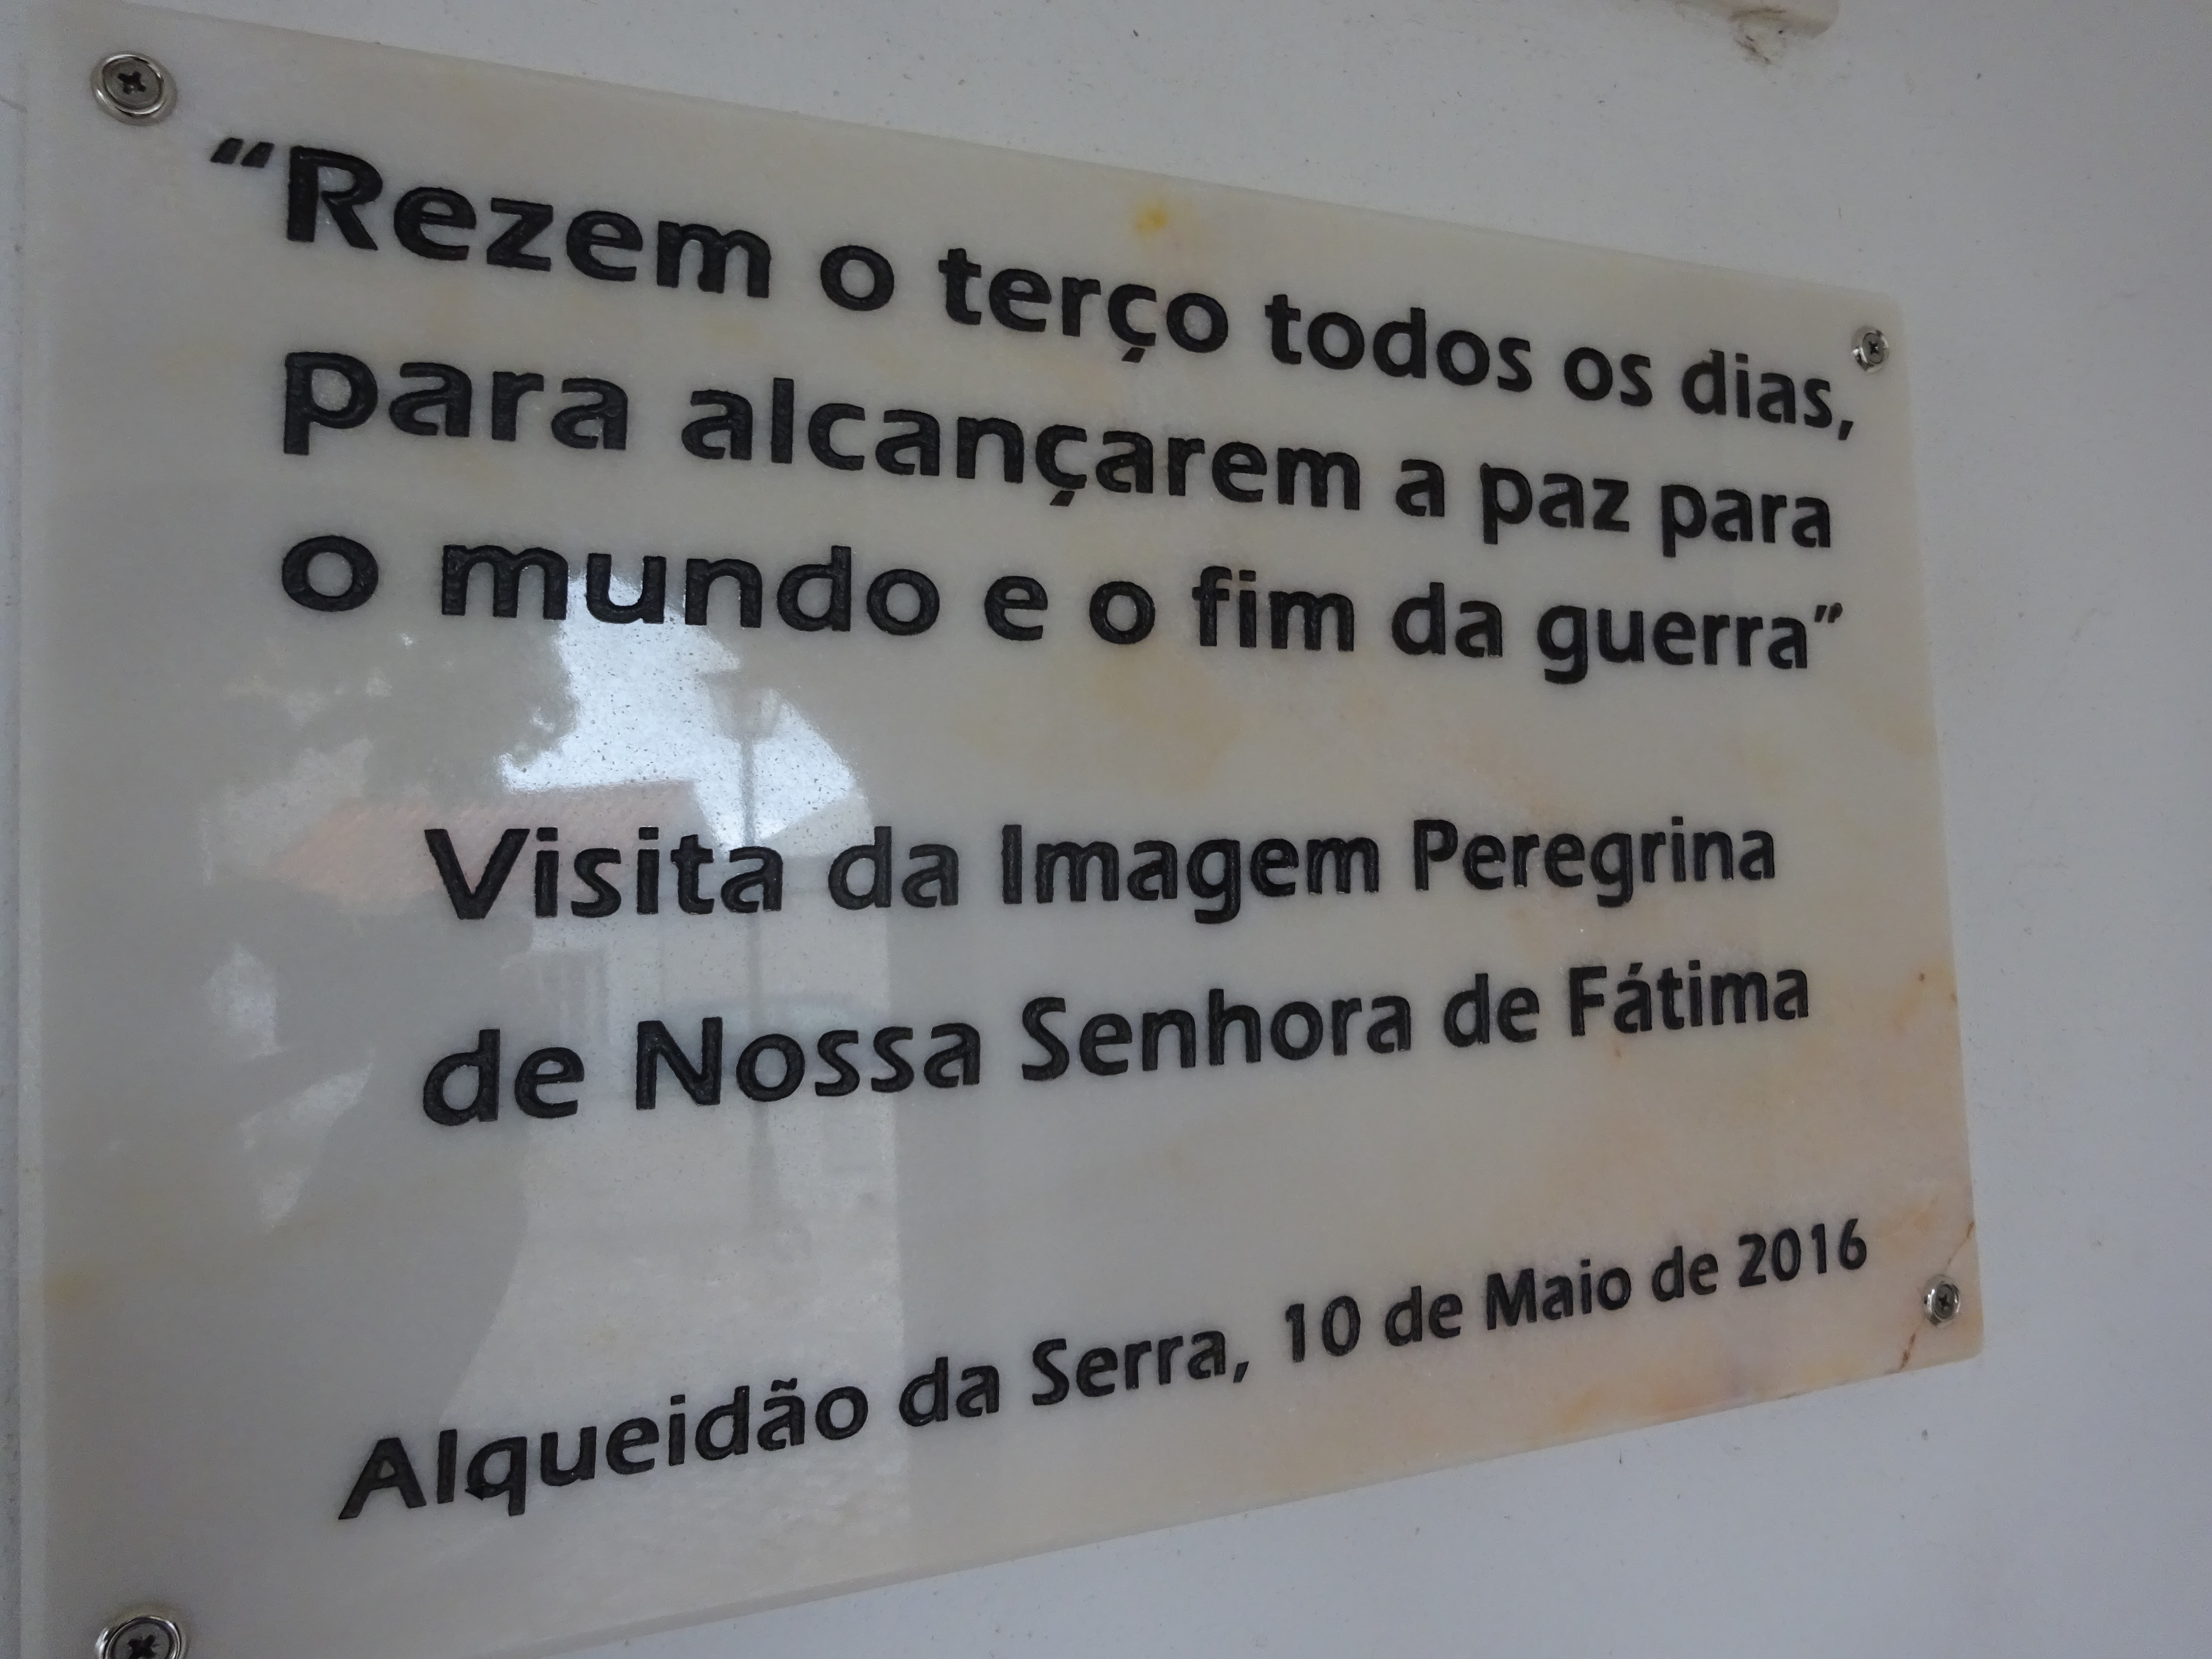 “Rezem o terço todos os dias,
para alcançarem a paz para
o mundo e o fim da guerra”
Visita da Imagem Peregrina
de Nossa Senhora de Fátima
Alqueidão da Serra, 10 de Maio de 2016